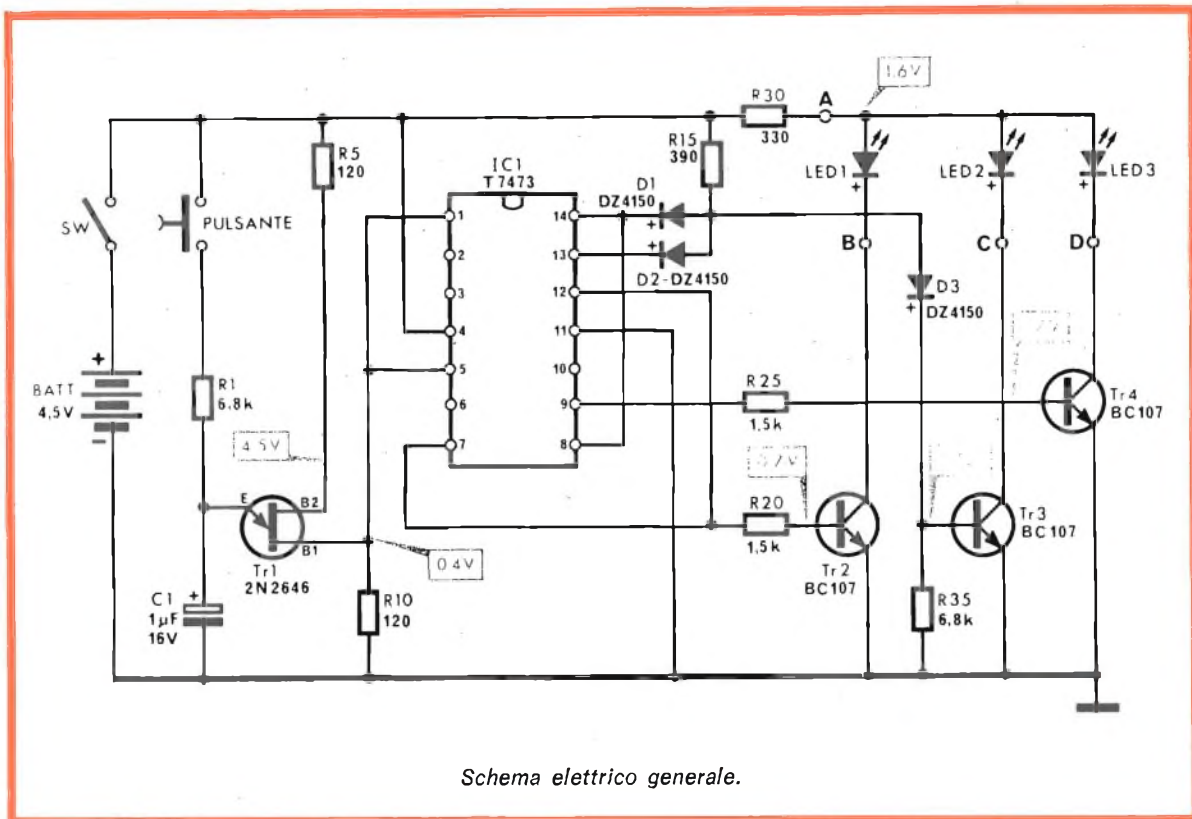 1.6V
R30
330
A
R15
390
R5
120
IC1
T7473
D1
DZ4150
D2-DZ4150
LED1
+
LED2
+
LED3
+
SW
PULSANTE
1
2
3
4
5
6
7
14
13
12
11
10
9
8
+
+
B
C
D
D3
DZ4150
+
+
BATT
4,5V
-
R1
6.8k
R25
1,5k
Tr4
BC107
4.5V
0.7V
E
B2
B1
Tr1
2N2646
0.4V
R20
1,5k
Tr2
BC107
Tr3
BC107
C1
+
1µF
16V
R10
120
R35
6,8k
Schema elettrico generale.